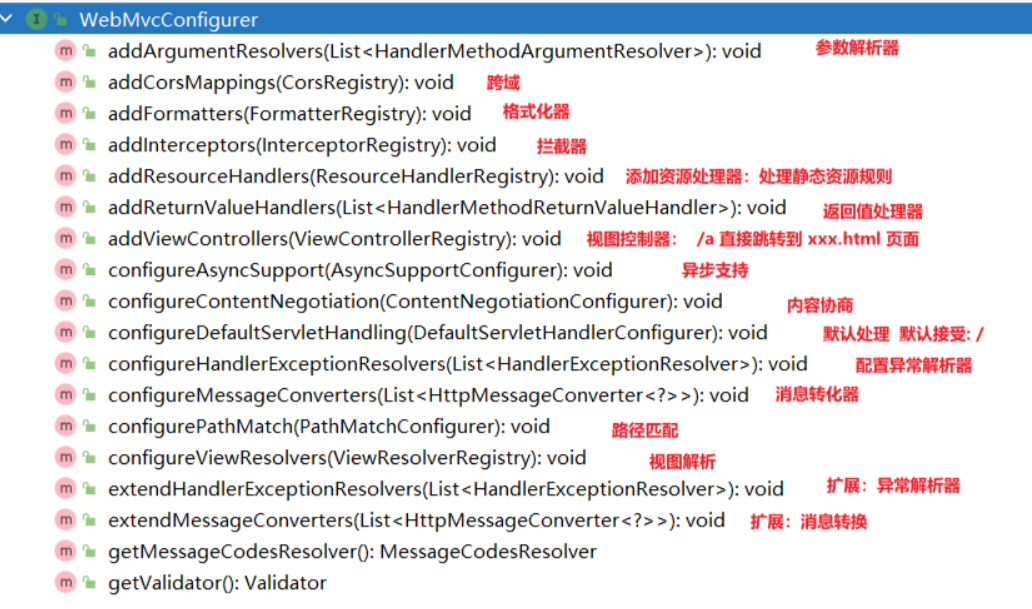 WebMvcConfigurer
addArgumentResolvers(List<HandlerMethodArgumentResolver>): void 参数解析器
addCorsMappings(CorsRegistry): void 跨域
addFormatters(FormatterRegistry): void 格式化器
addInterceptors(InterceptorRegistry): void 拦截器
addResourceHandlers(ResourceHandlerRegistry): void 添加资源处理器：处理静态资源规则
addReturnValueHandlers(List<HandlerMethodReturnValueHandler>): void 返回值处理器
addViewControllers(ViewControllerRegistry): void 视图控制器： /a 直接跳转到 xxx.html 页面
configureAsyncSupport(AsyncSupportConfigurer): void 异步支持
configureContentNegotiation(ContentNegotiationConfigurer): void 内容协商
configureDefaultServletHandling(DefaultServletHandlerConfigurer): void 默认处理 默认接受: /
configureHandlerExceptionResolvers(List<HandlerExceptionResolver>): void 配置异常解析器
configureMessageConverters(List<HttpMessageConverter<?>>): void 消息转化器
configurePathMatch(PathMatchConfigurer): void 路径匹配
configureViewResolvers(ViewResolverRegistry): void 视图解析
extendHandlerExceptionResolvers(List<HandlerExceptionResolver>): void 扩展：异常解析器
extendMessageConverters(List<HttpMessageConverter<?>>): void 扩展：消息转换
getMessageCodesResolver(): MessageCodesResolver
getValidator(): Validator